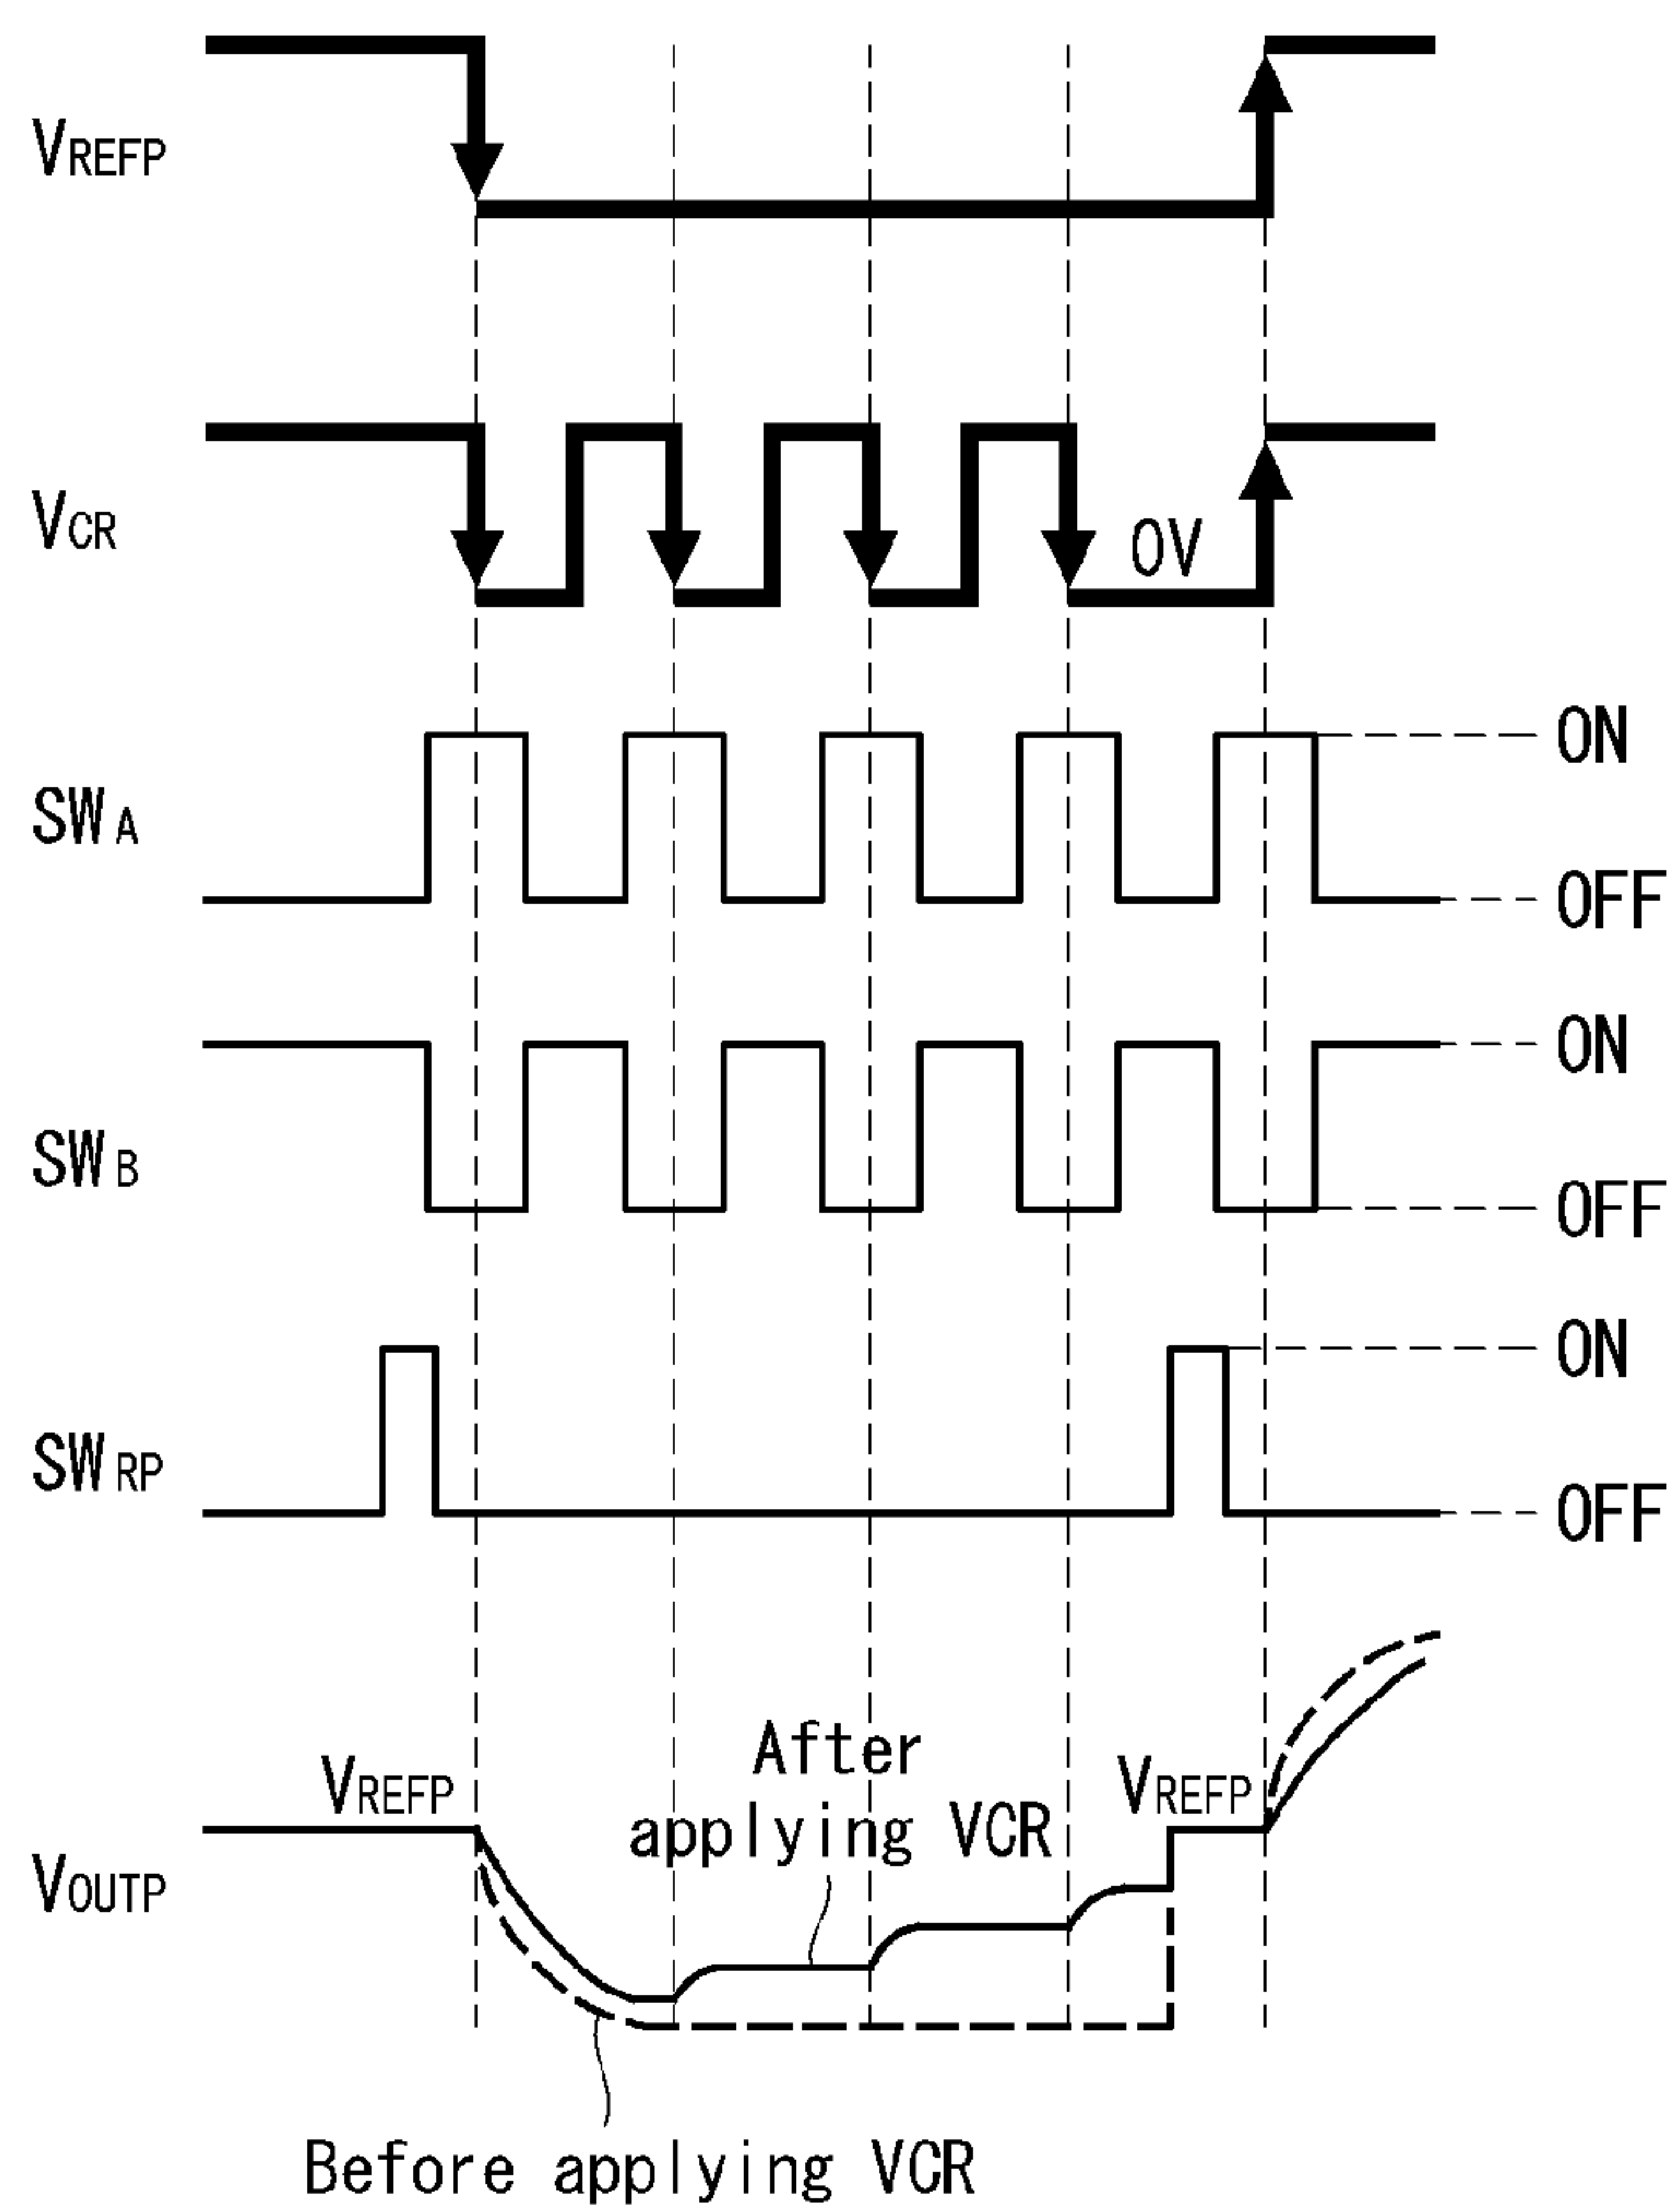 VREFP
VCR
0V
SWA
ON
OFF
SWB
ON
OFF
SWRP
ON
OFF
VOUTP
VREFP
After
applying VCR
VREFP
Before applying VCR